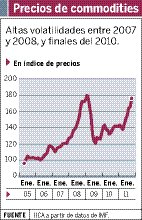 Precios de commodities
Altas volatilidades entre 2007
y 2008, y finales del 2010.
En índice de precios
200
180
160
140
120
100
80
Ene. Ene. Ene. Ene. Ene. Ene. Ene.
05 06 07 08 09 10 11
FUENTE IICA a partir de datos de IMF.